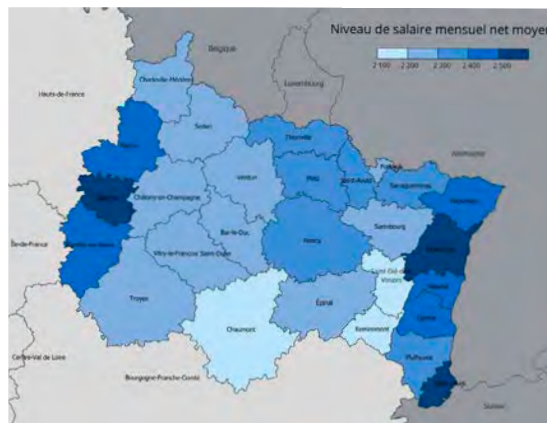 Niveau de salaire mensuel net moyen
2 100
2 200
2 300
2 400
2 500
Belgique
Luxembourg
Allemagne
Hauts-de-France
Charleville-Mézières
Sedan
Thionville
Verdun
Metz
Forbach
Sarreguemines
Châlons-en-Champagne
Île-de-France
Bar-le-Duc
Nancy
Sarrebourg
Vitry-le-François Saint-Dizier
Saint-Dié-des-Vosges
Troyes
Épinal
Chaumont
Remiremont
Colmar
Mulhouse
Centre-Val de Loire
Bourgogne-Franche-Comté
Suisse